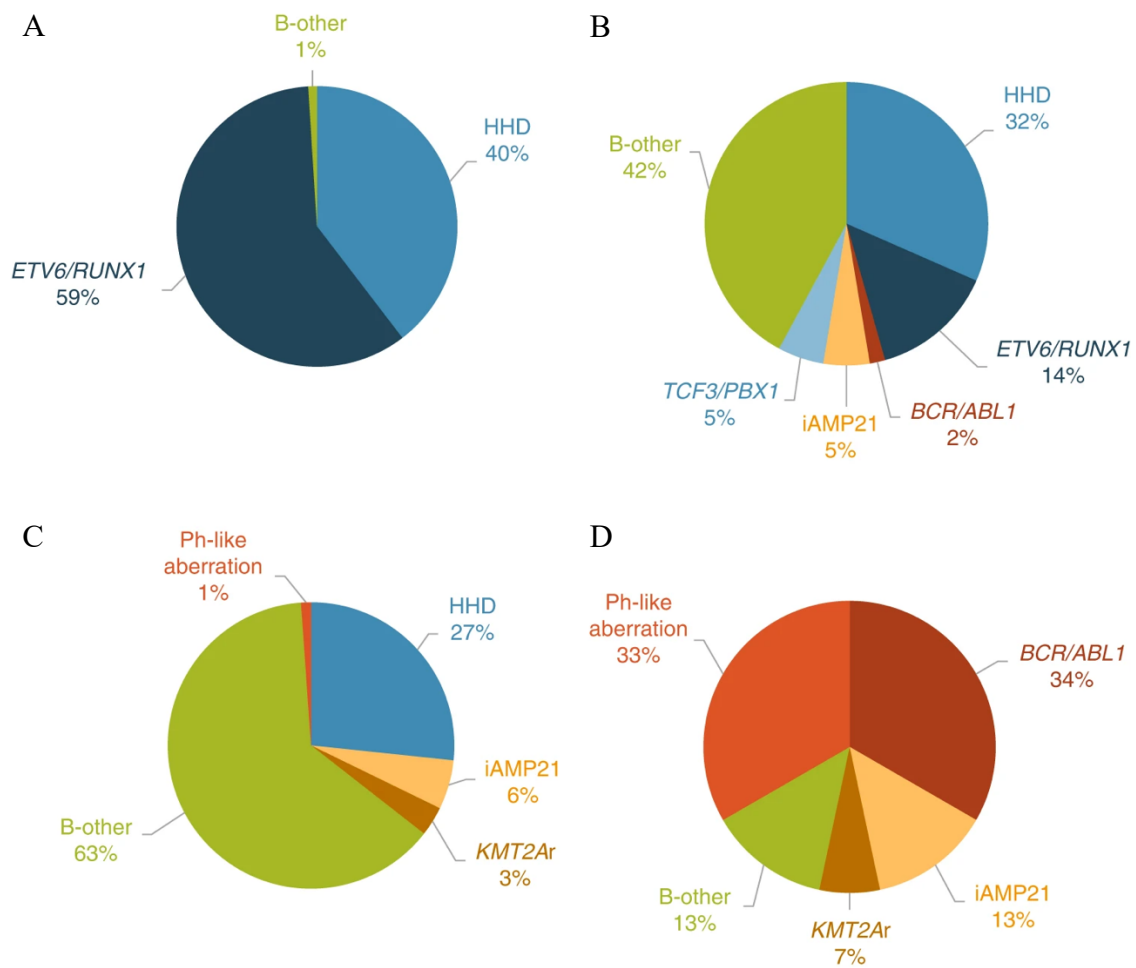 A
B-other
1%
HHD
40%
ETV6/RUNX1
59%
B
HHD
32%
B-other
42%
ETV6/RUNX1
14%
TCF3/PBX1
5%
iAMP21
5%
BCR/ABL1
2%
C
Ph-like
aberration
1%
HHD
27%
iAMP21
6%
B-other
63%
KMT2Ar
3%
D
Ph-like
aberration
33%
BCR/ABL1
34%
B-other
13%
iAMP21
13%
KMT2Ar
7%